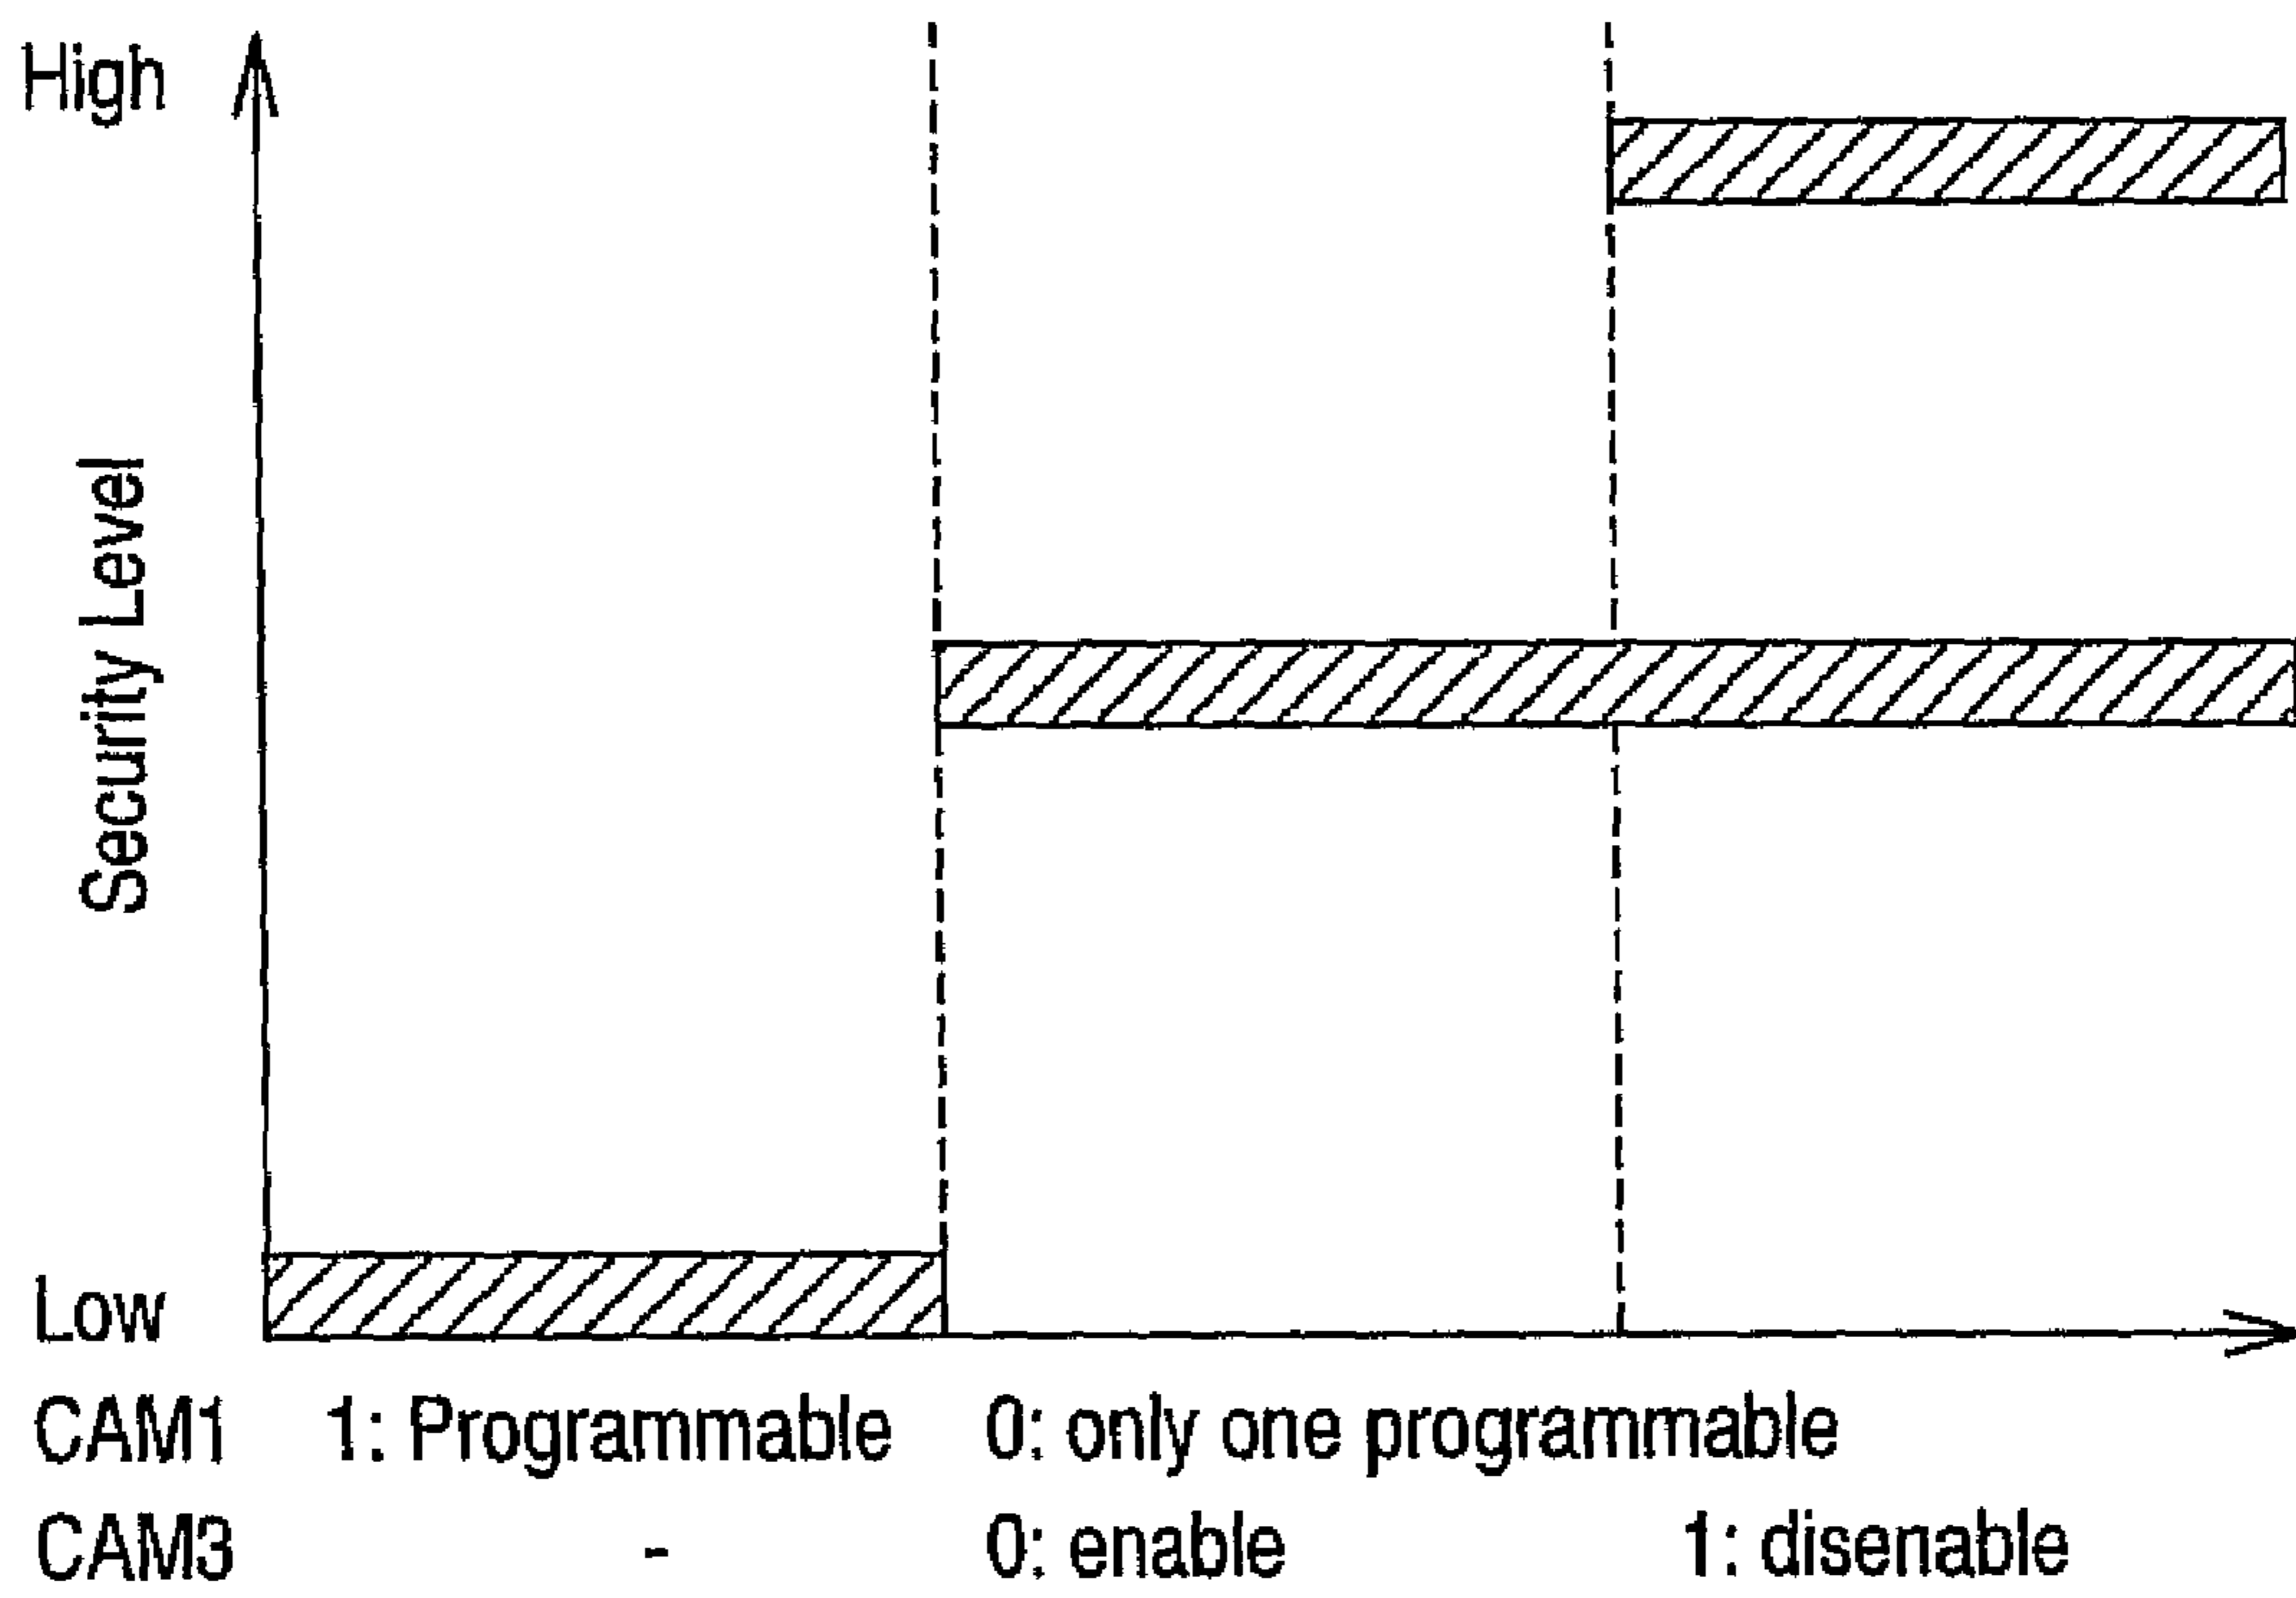 High
Security Level
Low
CAM1 1: Programmable 0: only one programmable
CAM3 - 0: enable 1: disenable